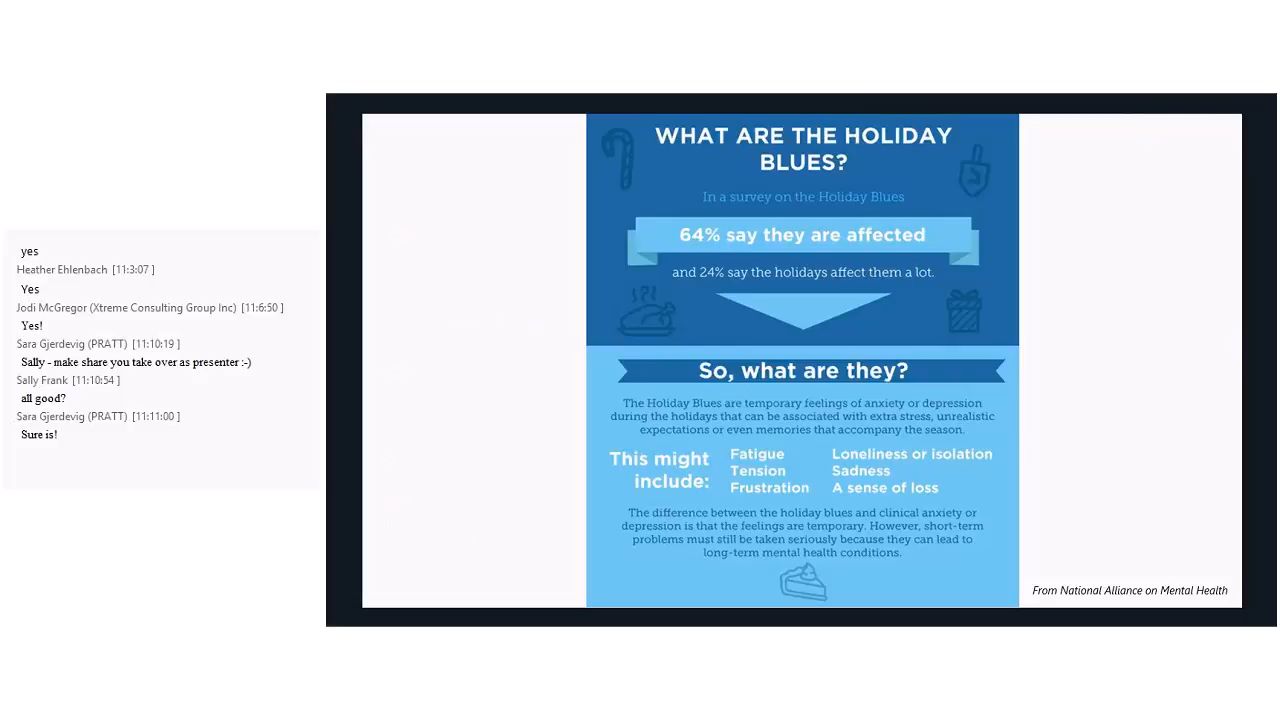 yes
Heather Ehlenbach [11:3:07 ]
Yes
Jodi McGregor (Xtreme Consulting Group Inc) [11:6:50 ]
Yes!
Sara Gjerdevig (PRATT) [11:10:19 ]
Sally - make share you take over as presenter :-)
Sally Frank [11:10:54 ]
all good?
Sara Gjerdevig (PRATT) [11:11:00 ]
Sure is!
WHAT ARE THE HOLIDAY
BLUES?
In a survey on the Holiday Blues
64% say they are affected
and 24% say the holidays affect them a lot.
So, what are they?
The Holiday Blues are temporary feelings of anxiety or depression
during the holidays that can be associated with extra stress, unrealistic
expectations or even memories that accompany the season.
This might
include:
Fatigue
Tension
Frustration
Loneliness or isolation
Sadness
A sense of loss
The difference between the holiday blues and clinical anxiety or
depression is that the feelings are temporary. However, short-term
problems must still be taken seriously because they can lead to
long-term mental health conditions.
From National Alliance on Mental Health